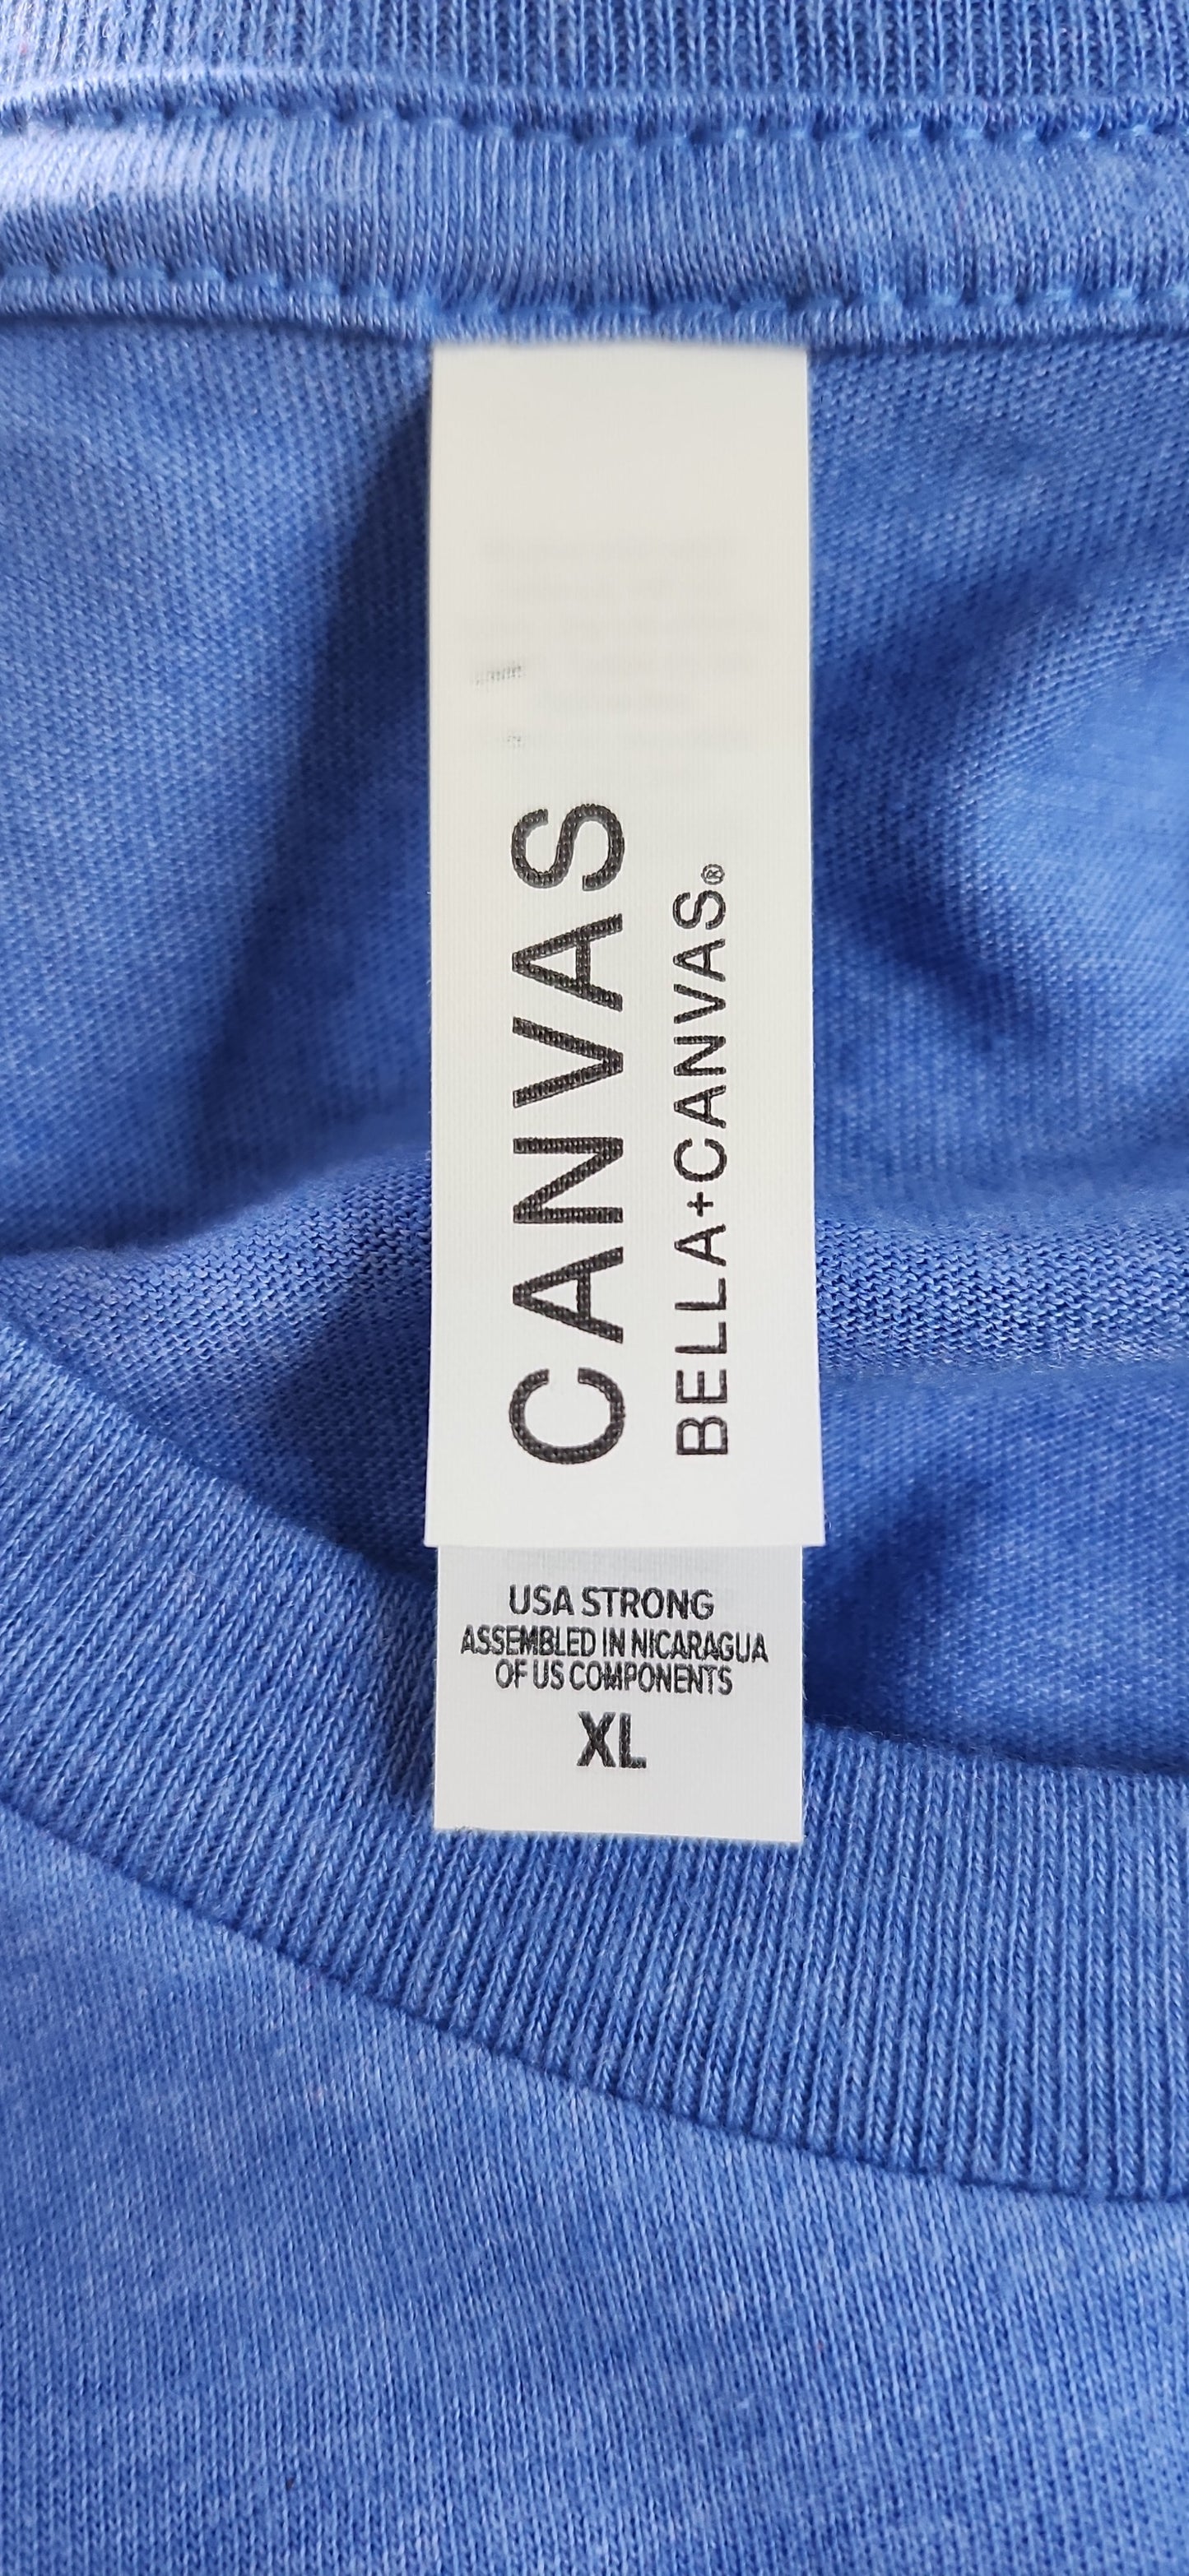 CANVAS
BELLA+CANVAS®
USA STRONG
ASSEMBLED IN NICARAGUA
OF US COMPONENTS
XL